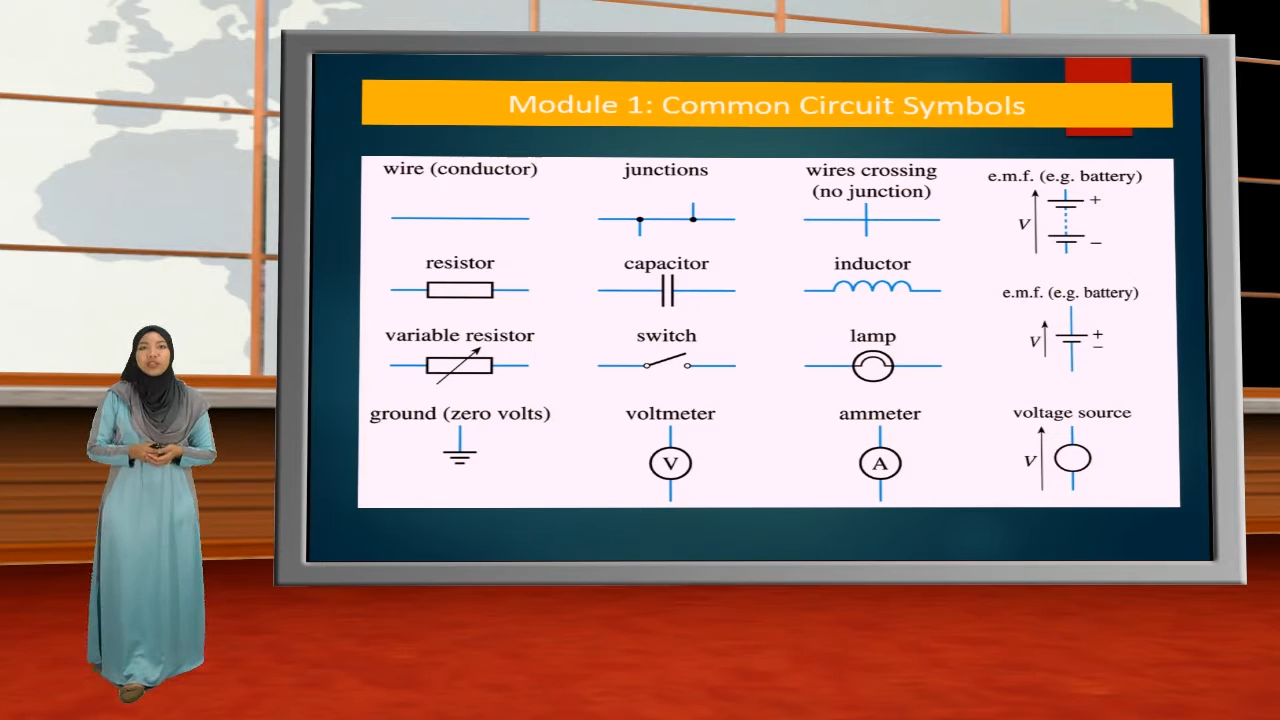 Module 1: Common Circuit Symbols
wire (conductor)
junctions
wires crossing
(no junction)
e.m.f. (e.g. battery)
V
+
−
resistor
capacitor
inductor
e.m.f. (e.g. battery)
V
+
−
variable resistor
switch
lamp
ground (zero volts)
voltmeter
V
ammeter
A
voltage source
V